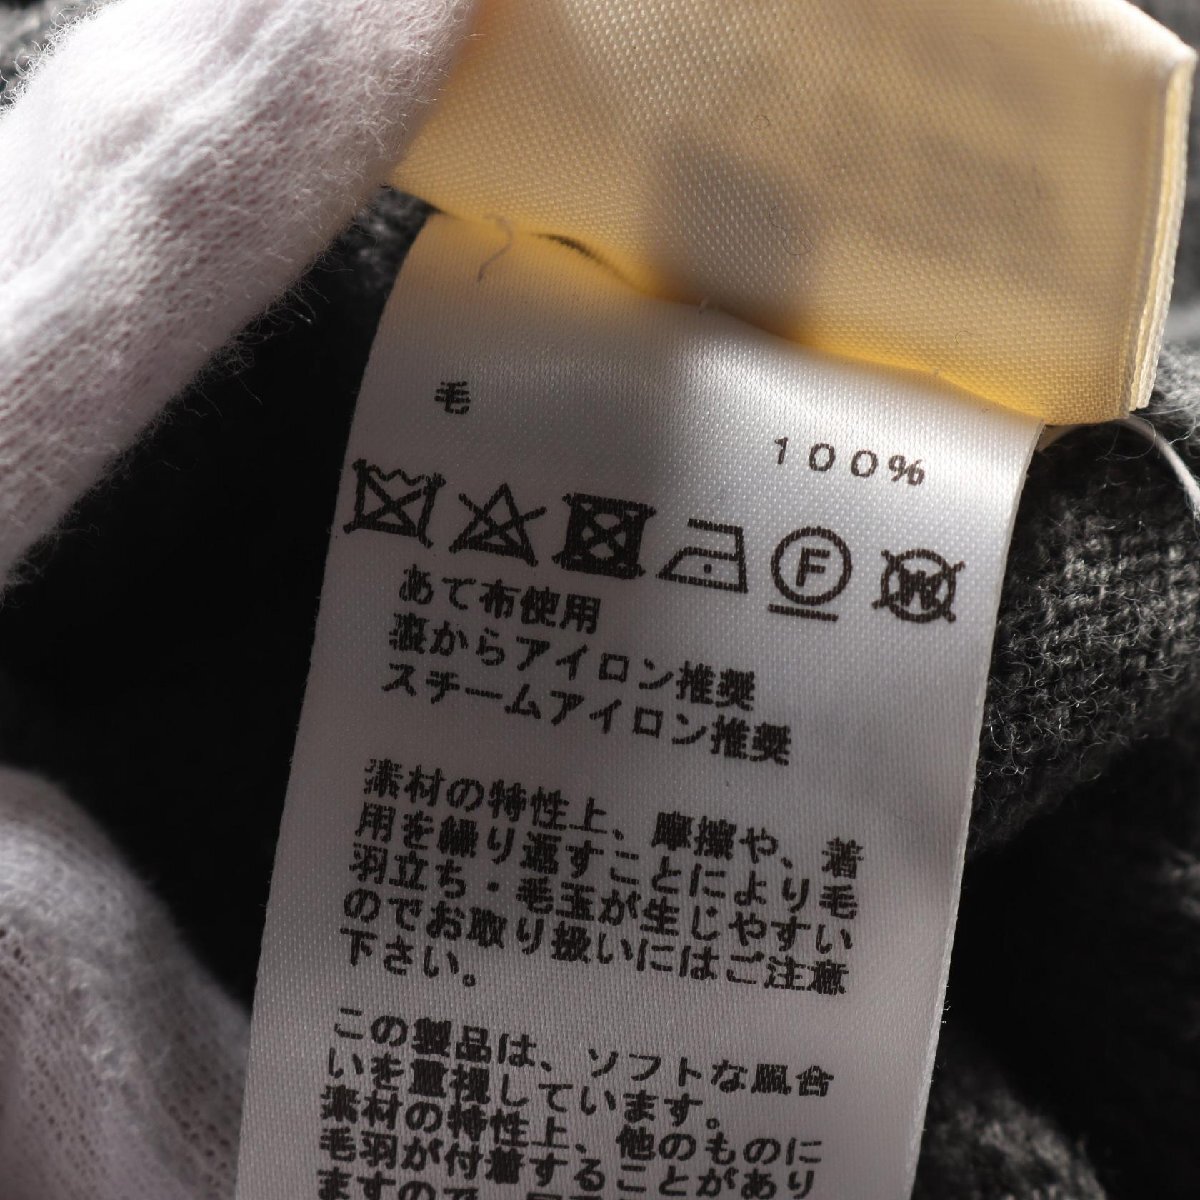 毛
100%
F
W
あて布使用
裏からアイロン推奨
スチームアイロン推奨
素材の特性上、摩擦や、着
用を繰り返すことにより毛
羽立ち・毛玉が生じやすい
のでお取り扱いにはご注意
下さい。
この製品は、ソフトな風合
いを重視しています。
素材の特性上、他のものに
毛羽が付着することがあり
ますので、